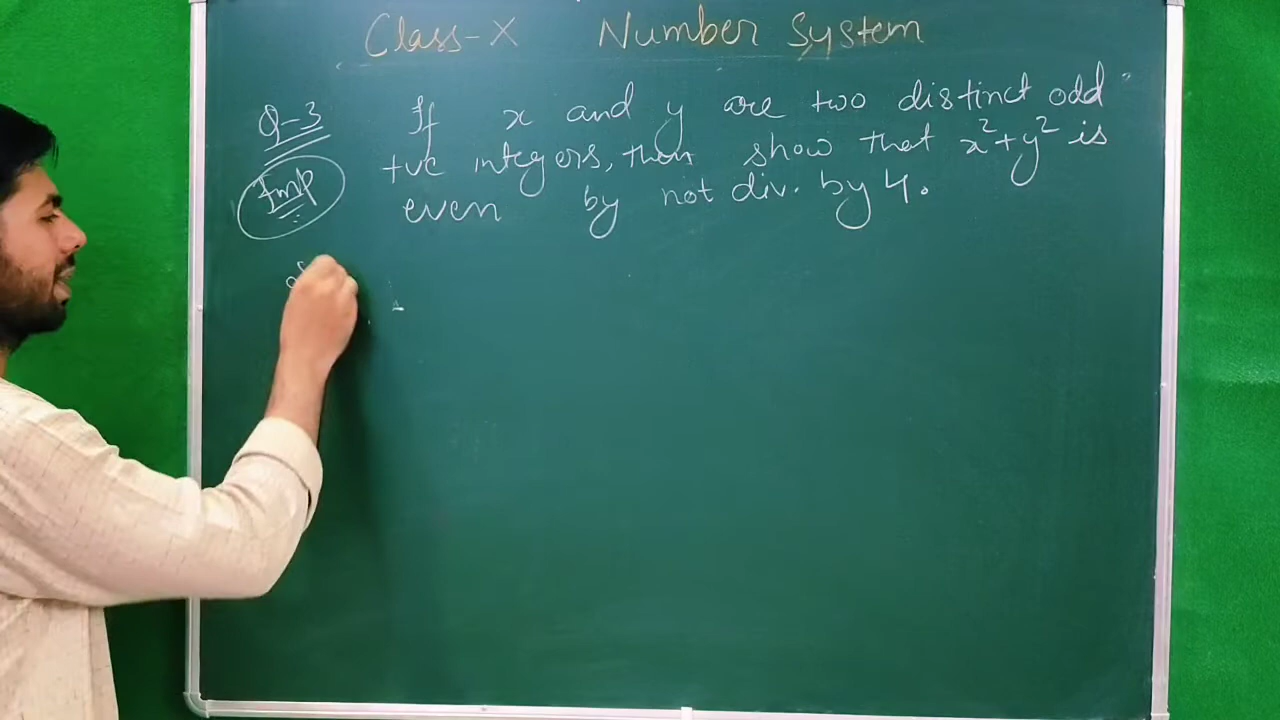 Class-X Number System
Q-3 If x and y are two distinct odd
+ve integers, then show that x²+y² is
Imp even by not div. by 4.